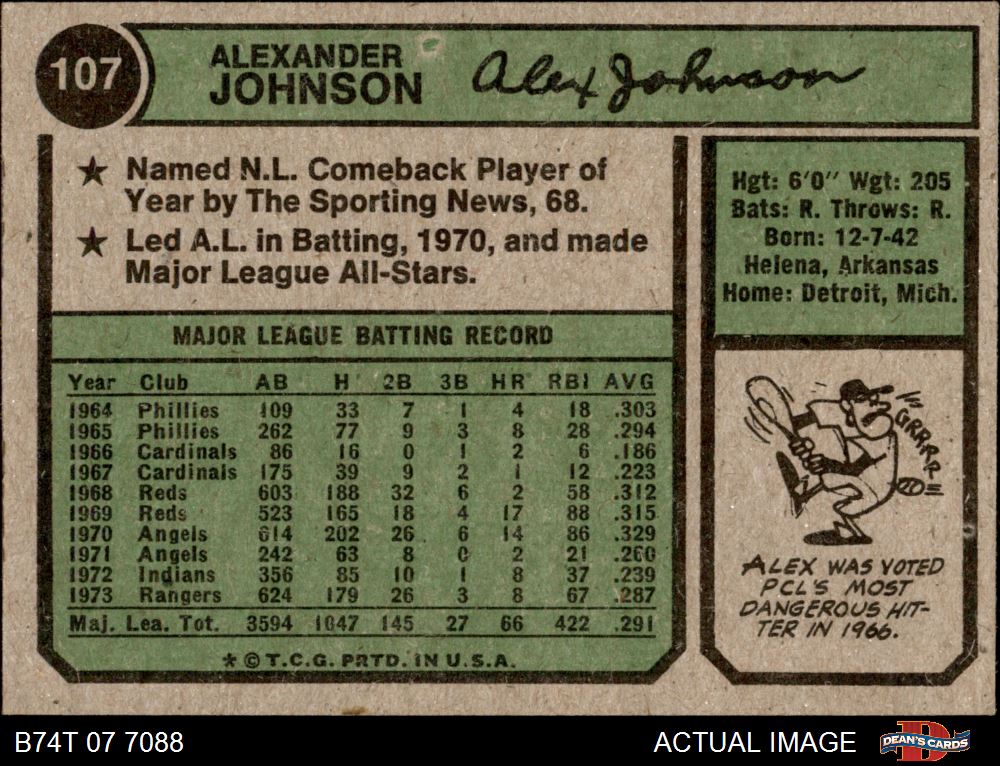 107
ALEXANDER
JOHNSON
Alex Johnson
★ Named N.L. Comeback Player of
Year by The Sporting News, 68.
★ Led A.L. in Batting, 1970, and made
Major League All-Stars.
Hgt: 6'0" Wgt: 205
Bats: R. Throws: R.
Born: 12-7-42
Helena, Arkansas
Home: Detroit, Mich.
MAJOR LEAGUE BATTING RECORD
Year Club AB H 2B 3B HR RBI AVG
1964 Phillies 109 33 7 1 4 18 .303
1965 Phillies 262 77 9 3 8 28 .294
1966 Cardinals 86 16 0 1 2 6 .186
1967 Cardinals 175 39 9 2 1 12 .223
1968 Reds 603 188 32 6 2 58 .312
1969 Reds 523 165 18 4 17 88 .315
1970 Angels 614 202 26 6 14 86 .329
1971 Angels 242 63 8 0 2 21 .260
1972 Indians 356 85 10 1 8 37 .239
1973 Rangers 624 179 26 3 8 67 .287
Maj. Lea. Tot. 3594 1047 145 27 66 422 .291
* © T.C.G. PRTD. IN U.S.A.
GRRRR
ALEX WAS VOTED
PCL'S MOST
DANGEROUS HIT-
TER IN 1966.
B74T 07 7088
ACTUAL IMAGE
DEAN'S CARDS